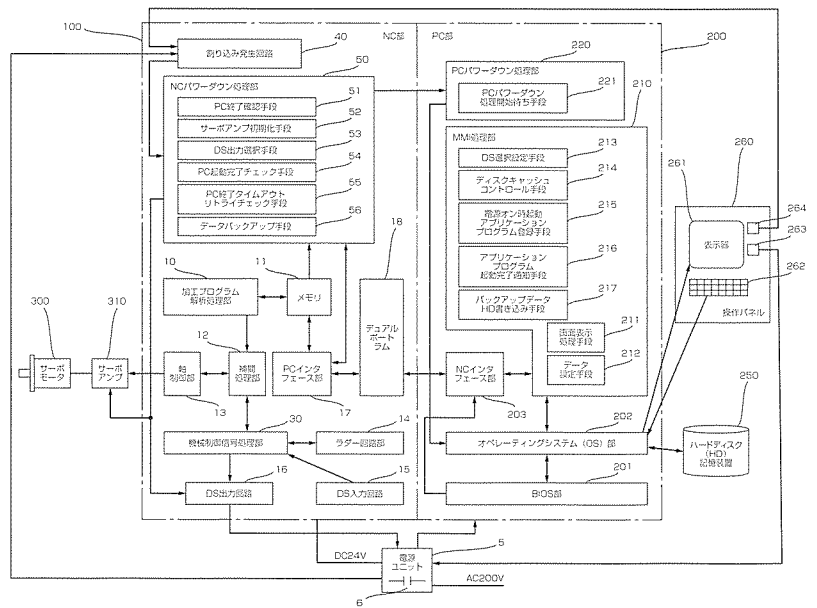 100
40
割り込み発生回路
NC部
PC部
200
50
NCパワーダウン処理部
51
PC終了確認手段
52
サーボアンプ初期化手段
53
DS出力選択手段
54
PC起動完了チェック手段
55
PC終了タイムアウト
リトライチェック手段
56
データバックアップ手段
220
PCパワーダウン処理部
221
PCパワーダウン
処理開始待ち手段
210
MMI処理部
213
DS選択設定手段
214
ディスクキャッシュ
コントロール手段
215
電源オン時起動
アプリケーション
プログラム登録手段
216
アプリケーション
プログラム
起動完了通知手段
217
バックアップデータ
HD書き込み手段
211
画面表示
処理手段
212
データ
設定手段
260
261
表示器
264
263
262
操作パネル
10
加工プログラム
解析処理部
11
メモリ
18
デュアル
ポート
ラム
300
サーボ
モータ
310
サーボ
アンプ
軸
制御部
13
12
補間
処理部
PCインタ
フェース部
17
NCインタ
フェース部
203
30
機械制御信号処理部
14
ラダー回路部
16
DS出力回路
15
DS入力回路
202
オペレーティングシステム（OS）部
201
BIOS部
250
ハードディスク
(HD)
記憶装置
DC24V
電源
ユニット
5
6
AC200V